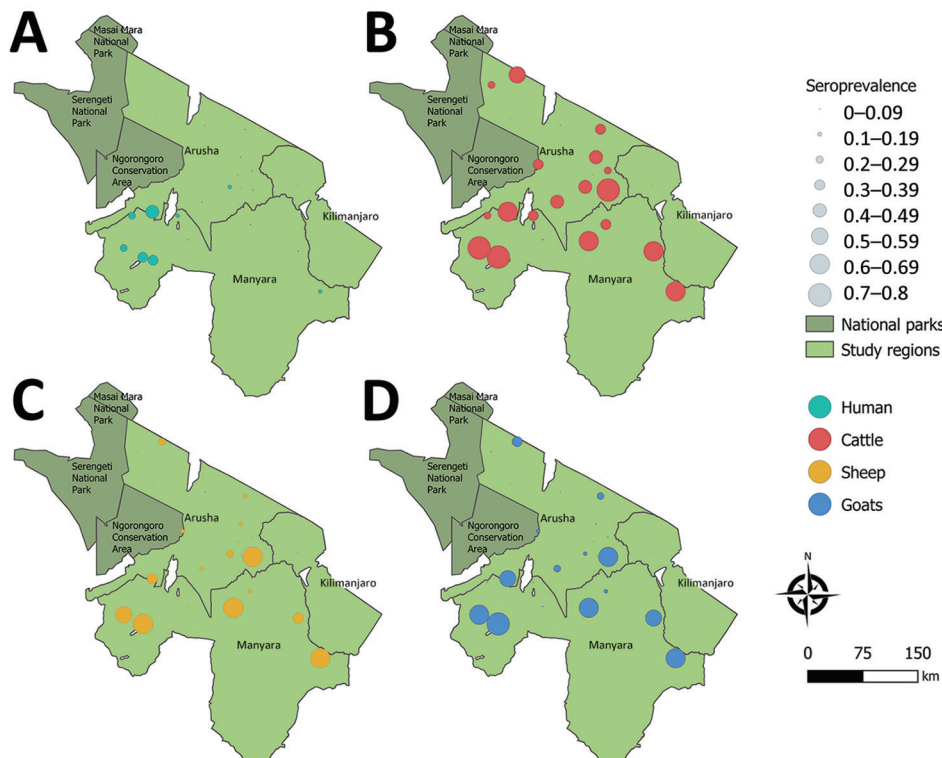 A
Masai Mara
National
Park
Serengeti
National
Park
Ngorongoro
Conservation
Area
Arusha
Kilimanjaro
Manyara
B
Masai Mara
National
Park
Serengeti
National
Park
Ngorongoro
Conservation
Area
Arusha
Kilimanjaro
Manyara
Seroprevalence
0–0.09
0.1–0.19
0.2–0.29
0.3–0.39
0.4–0.49
0.5–0.59
0.6–0.69
0.7–0.8
National parks
Study regions
C
Masai Mara
National
Park
Serengeti
National
Park
Ngorongoro
Conservation
Area
Arusha
Kilimanjaro
Manyara
D
Masai Mara
National
Park
Serengeti
National
Park
Ngorongoro
Conservation
Area
Arusha
Kilimanjaro
Manyara
Human
Cattle
Sheep
Goats
N
0 75 150
km